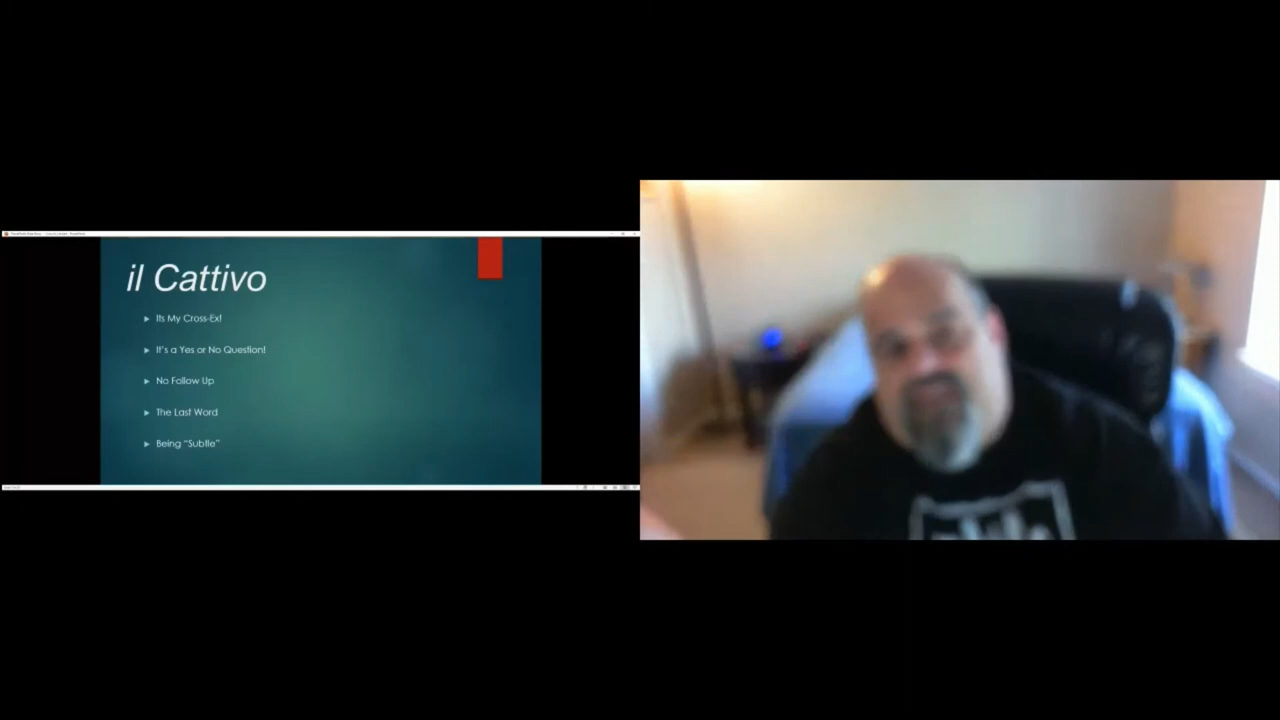 il Cattivo
Its My Cross-Ex!
It's a Yes or No Question!
No Follow Up
The Last Word
Being “Subtle”